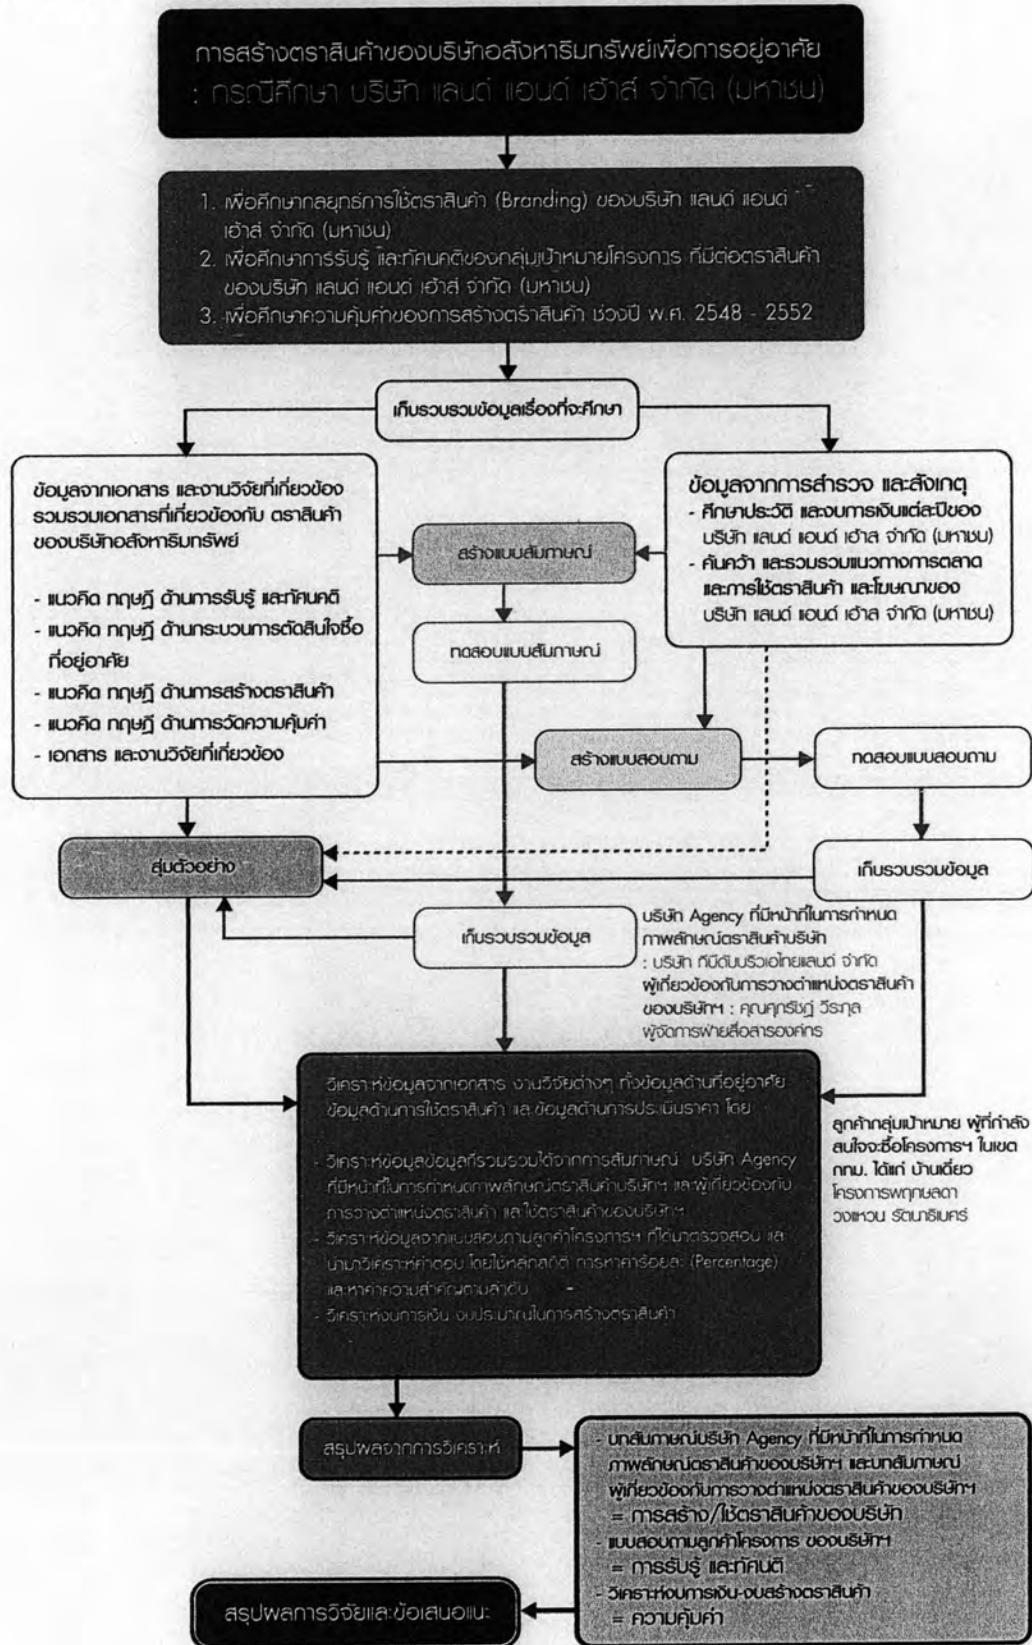 การสร้างตราสินค้าของบริษัทอสังหาริมทรัพย์เพื่อการอยู่อาศัย
: กรณีศึกษา บริษัท แลนด์ แอนด์ เฮ้าส์ จำกัด (มหาชน)
1. เพื่อศึกษากลยุทธ์การใช้ตราสินค้า (Branding) ของบริษัท แลนด์ แอนด์
เฮ้าส์ จำกัด (มหาชน)
2. เพื่อศึกษาการรับรู้ และทัศนคติของกลุ่มเป้าหมายโครงการ ที่มีต่อตราสินค้า
ของบริษัท แลนด์ แอนด์ เฮ้าส์ จำกัด (มหาชน)
3. เพื่อศึกษาความคุ้มค่าของการสร้างตราสินค้า ช่วงปี พ.ศ. 2548 - 2552
เก็บรวบรวมข้อมูลเรื่องที่จะศึกษา
ข้อมูลจากเอกสาร และงานวิจัยที่เกี่ยวข้อง
รวมรวมเอกสารที่เกี่ยวข้องกับ ตราสินค้า
ของบริษัทอสังหาริมทรัพย์
- แนวคิด ทฤษฎี ด้านการรับรู้ และทัศนคติ
- แนวคิด ทฤษฎี ด้านกระบวนการตัดสินใจซื้อ
ที่อยู่อาศัย
- แนวคิด ทฤษฎี ด้านการสร้างตราสินค้า
- แนวคิด ทฤษฎี ด้านการวัดความคุ้มค่า
- เอกสาร และงานวิจัยที่เกี่ยวข้อง
ข้อมูลจากการสำรวจ และสังเกตุ
- ศึกษาประวัติ และงบการเงินแต่ละปีของ
บริษัท แลนด์ แอนด์ เฮ้าส จำกัด (มหาชน)
- ค้นคว้า และรวมรวมแนวทางการตลาด
และการใช้ตราสินค้า และโฆษณาของ
บริษัท แลนด์ แอนด์ เฮ้าส จำกัด (มหาชน)
สร้างแบบสัมภาษณ์
ทดสอบแบบสัมภาษณ์
สร้างแบบสอบถาม
ทดสอบแบบสอบถาม
สุ่มตัวอย่าง
เก็บรวบรวมข้อมูล
เก็บรวบรวมข้อมูล
บริษัท Agency ที่มีหน้าที่ในการกำหนด
ภาพลักษณ์ตราสินค้าบริษัท
: บริษัท ทีบีดับบริวเอไทยแลนด์ จำกัด
ผู้เกี่ยวข้องกับการวางตำแหน่งตราสินค้า
ของบริษัทฯ : คุณศุภรัชฎ์ วีระกุล
ผู้จัดการฝ่ายสื่อสารองค์กร
วิเคราะห์ข้อมูลจากเอกสาร งานวิจัยต่างๆ ทั้งข้อมูลด้านที่อยู่อาศัย
ข้อมูลด้านการใช้ตราสินค้า และข้อมูลด้านการประเมินราคา โดย
- วิเคราะห์ข้อมูลข้อมูลที่รวมรวมได้จากการสัมภาษณ์ บริษัท Agency
ที่มีหน้าที่ในการกำหนดภาพลักษณ์ตราสินค้าบริษัทฯ และผู้เกี่ยวข้องกับ
การวางตำแหน่งตราสินค้า และใช้ตราสินค้าของบริษัทฯ
- วิเคราะห์ข้อมูลจากแบบสอบถามลูกค้าโครงการฯ ที่ได้มาตรวจสอบ และ
นำมาวิเคราะห์คำตอบ โดยใช้หลักสถิติ การหาค่าร้อยละ (Percentage)
และหาค่าความสำคัญตามลำดับ
- วิเคราะห์งบการเงิน งบประมาณในการสร้างตราสินค้า
ลูกค้ากลุ่มเป้าหมาย ผู้ที่กำลัง
สนใจจะซื้อโครงการฯ ในเขต
กทม. ได้แก่ บ้านเดี่ยว
โครงการพฤกษลดา
วงแหวน รัตนาธิเบศร์
สรุปผลจากการวิเคราะห์
- บทสัมภาษณ์บริษัท Agency ที่มีหน้าที่ในการกำหนด
ภาพลักษณ์ตราสินค้าของบริษัทฯ และบทสัมภาษณ์
ผู้เกี่ยวข้องกับการวางตำแหน่งตราสินค้าของบริษัทฯ
= การสร้าง/ใช้ตราสินค้าของบริษัท
- แบบสอบถามลูกค้าโครงการ ของบริษัทฯ
= การรับรู้ และทัศนติ
- วิเคราะห์งบการเงิน-งบสร้างตราสินค้า
= ความคุ้มค่า
สรุปผลการวิจัยและข้อเสนอแนะ